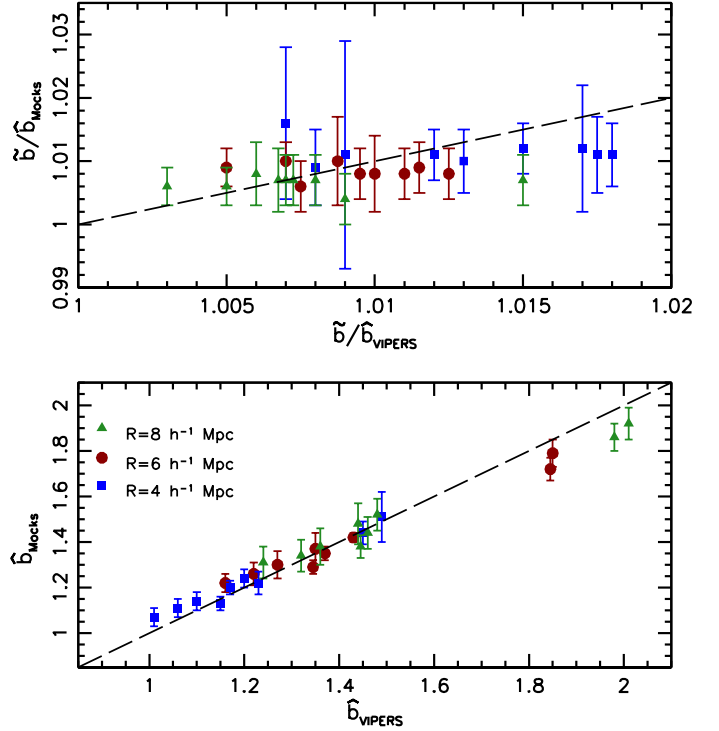 1.03
1.02
1.01
1
0.99
b̃/b̂Mocks
1 1.005 1.01 1.015 1.02
b̃/b̂VIPERS
2
1.8
1.6
1.4
1.2
1
b̂Mocks
R=8 h⁻¹ Mpc
R=6 h⁻¹ Mpc
R=4 h⁻¹ Mpc
1 1.2 1.4 1.6 1.8 2
b̂VIPERS